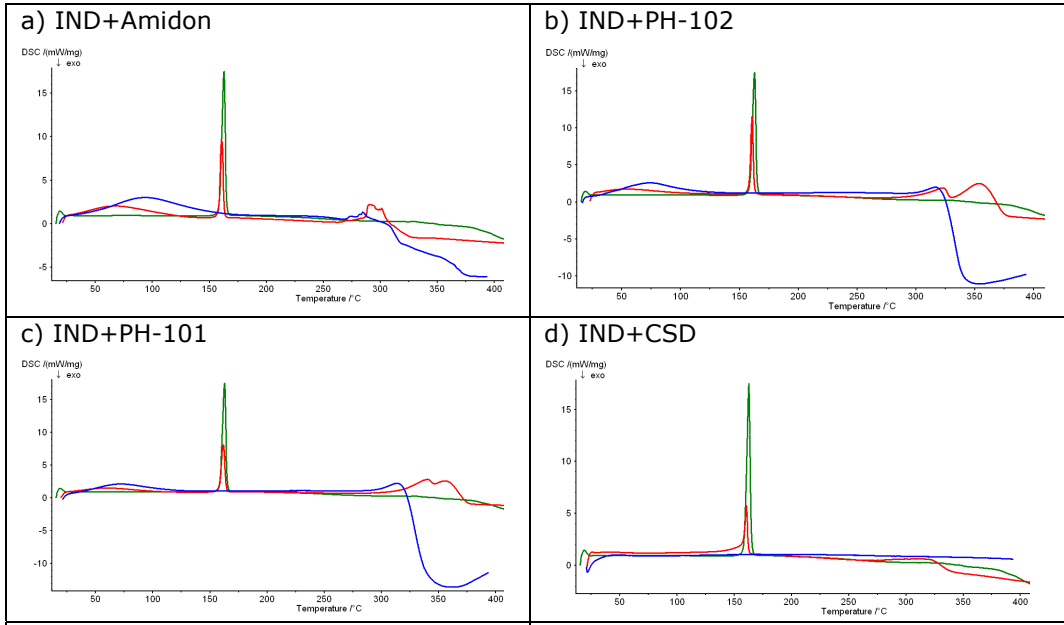 a) IND+Amidon
DSC /(mW/mg)
↓ exo
15
10
5
0
-5
50 100 150 200 250 300 350 400
Temperature /°C
b) IND+PH-102
DSC /(mW/mg)
↓ exo
15
10
5
0
-5
-10
50 100 150 200 250 300 350 400
Temperature /°C
c) IND+PH-101
DSC /(mW/mg)
↓ exo
15
10
5
0
-5
-10
50 100 150 200 250 300 350 400
Temperature /°C
d) IND+CSD
DSC /(mW/mg)
↓ exo
15
10
5
0
50 100 150 200 250 300 350 400
Temperature /°C